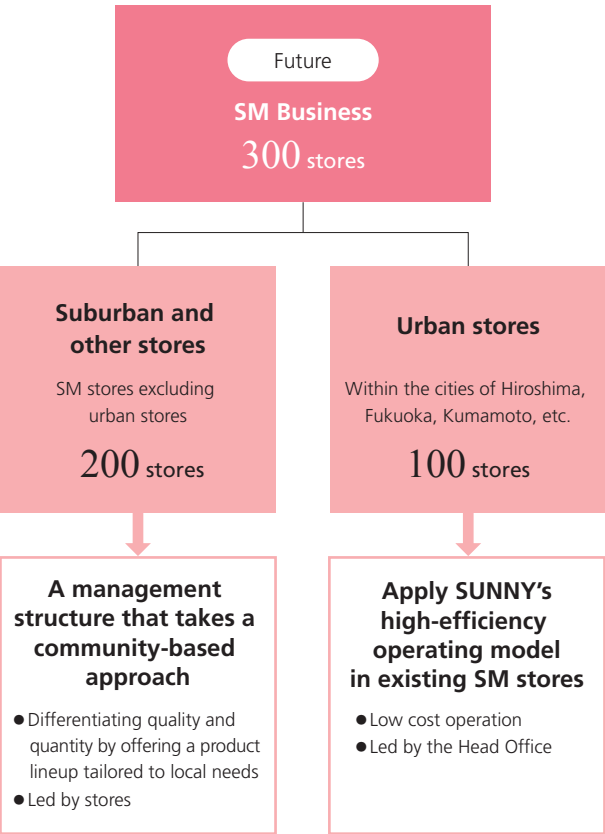 Future
SM Business
300 stores
Suburban and
other stores
SM stores excluding
urban stores
200 stores
Urban stores
Within the cities of Hiroshima,
Fukuoka, Kumamoto, etc.
100 stores
A management
structure that takes a
community-based
approach
● Differentiating quality and
quantity by offering a product
lineup tailored to local needs
● Led by stores
Apply SUNNY’s
high-efficiency
operating model
in existing SM stores
● Low cost operation
● Led by the Head Office